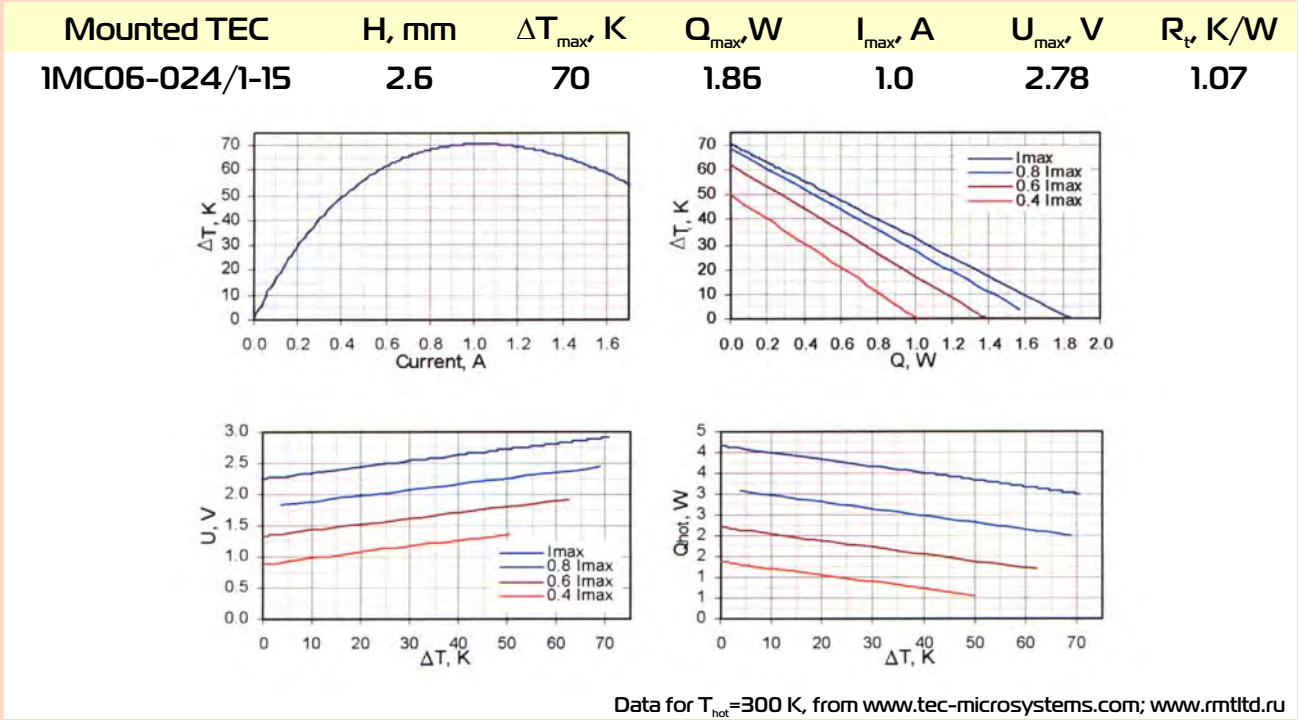 Mounted TEC H, mm ΔTmax, K Qmax,W Imax, A Umax, V Rt, K/W
1MC06-024/1-15 2.6 70 1.86 1.0 2.78 1.07
70
60
50
40
30
20
10
0
ΔT, K
0.0 0.2 0.4 0.6 0.8 1.0 1.2 1.4 1.6
Current, A
70
60
50
40
30
20
10
0
ΔT, K
Imax
0.8 Imax
0.6 Imax
0.4 Imax
0.0 0.2 0.4 0.6 0.8 1.0 1.2 1.4 1.6 1.8 2.0
Q, W
3.0
2.5
2.0
1.5
1.0
0.5
0.0
U, V
Imax
0.8 Imax
0.6 Imax
0.4 Imax
0 10 20 30 40 50 60 70
ΔT, K
5
4
4
3
3
2
2
1
1
0
Qhot, W
0 10 20 30 40 50 60 70
ΔT, K
Data for Thot=300 K, from www.tec-microsystems.com; www.rmtltd.ru